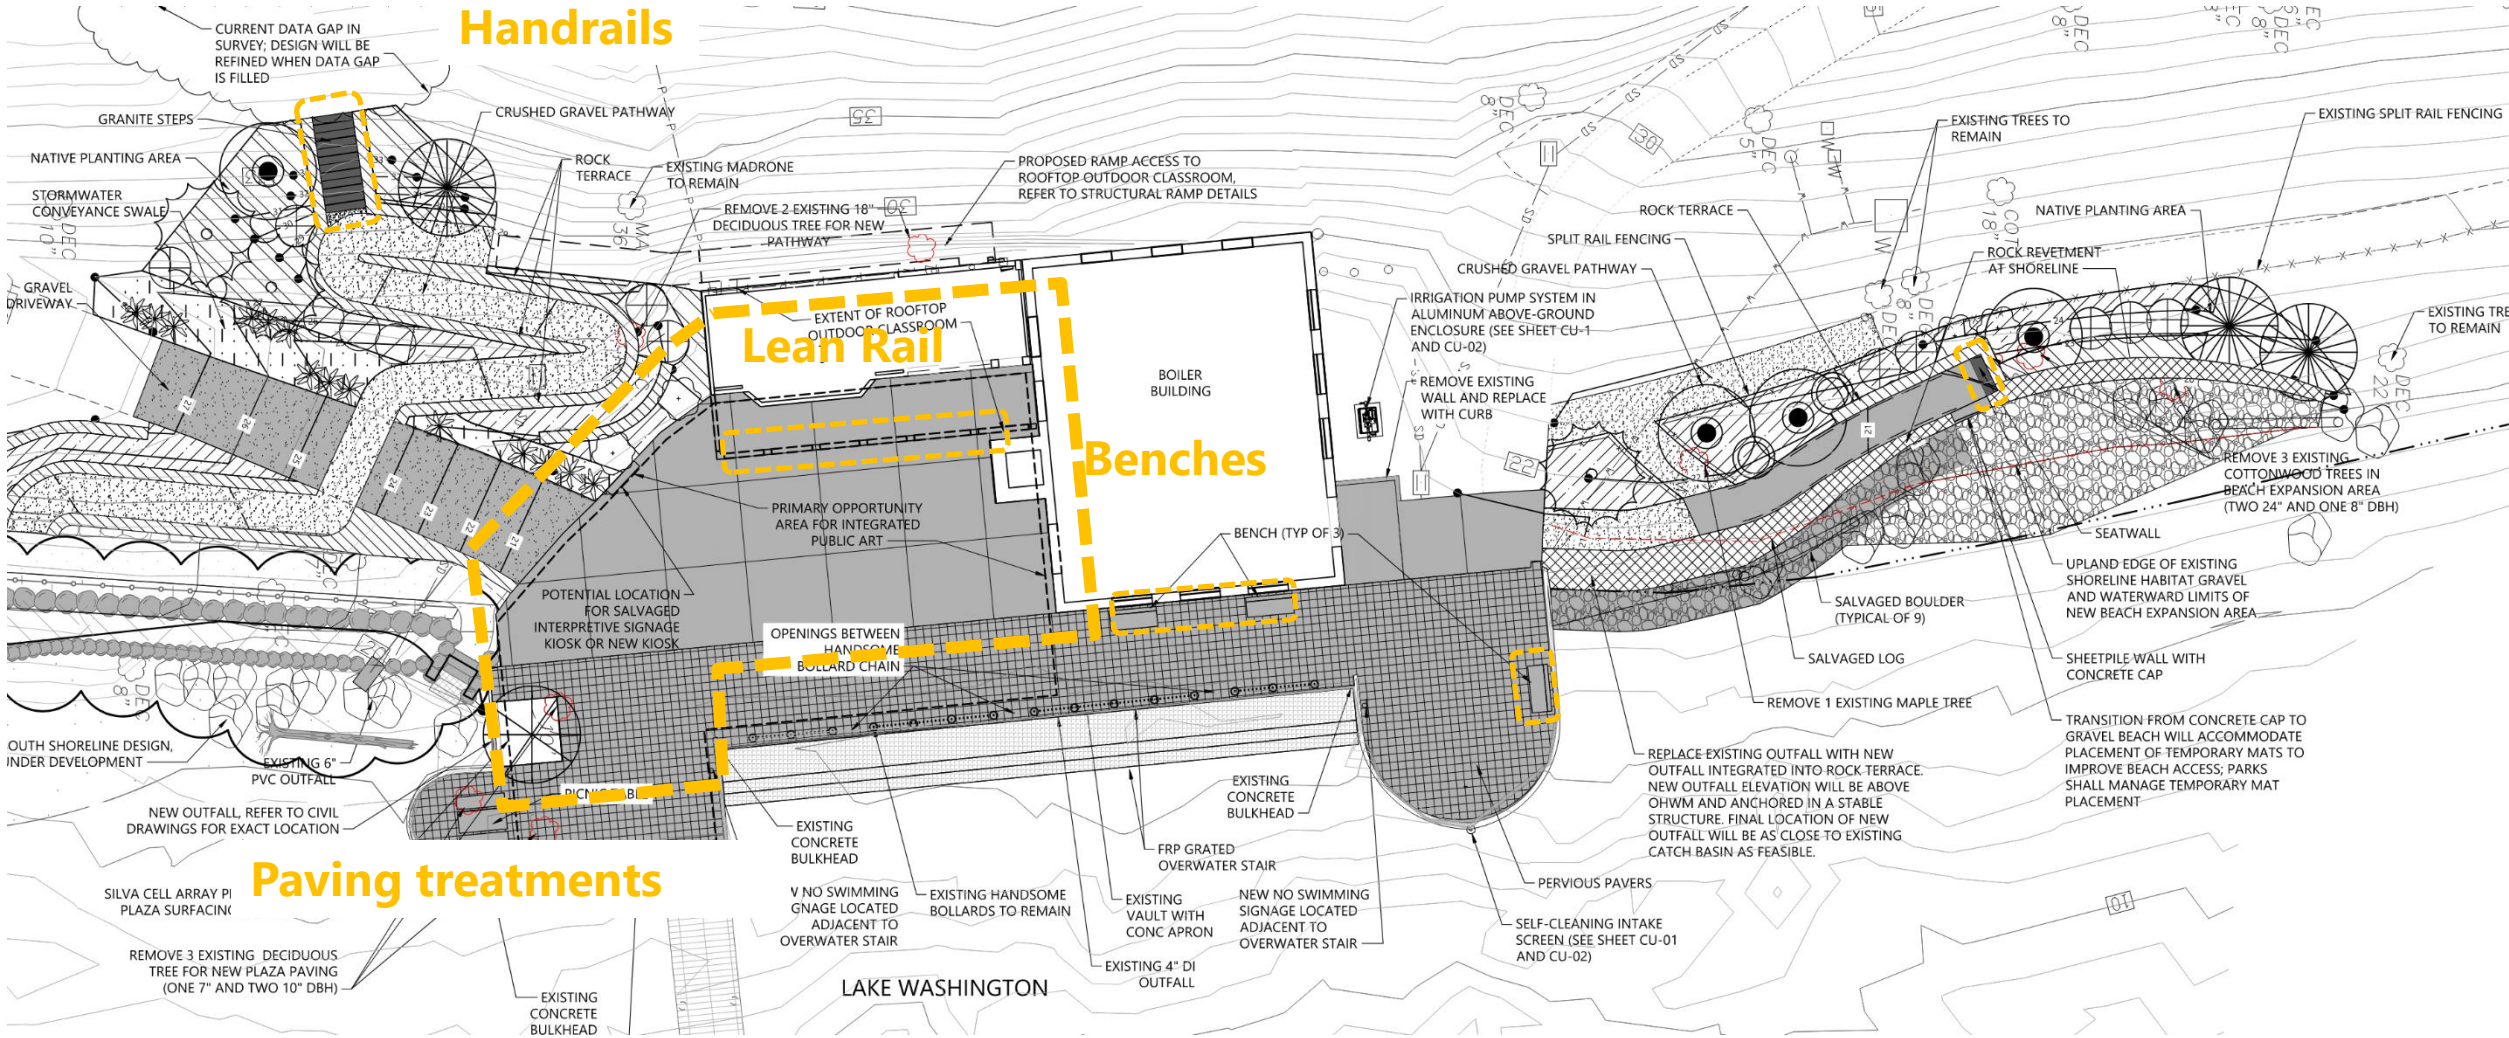 Handrails
CURRENT DATA GAP IN
SURVEY; DESIGN WILL BE
REFINED WHEN DATA GAP
IS FILLED
GRANITE STEPS
CRUSHED GRAVEL PATHWAY
NATIVE PLANTING AREA
STORMWATER
CONVEYANCE SWALE
GRAVEL
DRIVEWAY
ROCK
TERRACE
EXISTING MADRONE
TO REMAIN
REMOVE 2 EXISTING 18"
DECIDUOUS TREE FOR NEW
PATHWAY
PROPOSED RAMP ACCESS TO
ROOFTOP OUTDOOR CLASSROOM,
REFER TO STRUCTURAL RAMP DETAILS
EXTENT OF ROOFTOP
OUTDOOR CLASSROOM
Lean Rail
BOILER
BUILDING
Benches
IRRIGATION PUMP SYSTEM IN
ALUMINUM ABOVE-GROUND
ENCLOSURE (SEE SHEET CU-1
AND CU-02)
REMOVE EXISTING
WALL AND REPLACE
WITH CURB
EXISTING TREES TO
REMAIN
EXISTING SPLIT RAIL FENCING
ROCK TERRACE
NATIVE PLANTING AREA
SPLIT RAIL FENCING
ROCK REVETMENT
AT SHORELINE
CRUSHED GRAVEL PATHWAY
EXISTING TRE
TO REMAIN
PRIMARY OPPORTUNITY
AREA FOR INTEGRATED
PUBLIC ART
BENCH (TYP OF 3)
POTENTIAL LOCATION
FOR SALVAGED
INTERPRETIVE SIGNAGE
KIOSK OR NEW KIOSK
OPENINGS BETWEEN
HANDSOME
BOLLARD CHAIN
REMOVE 3 EXISTING
COTTONWOOD TREES IN
BEACH EXPANSION AREA
(TWO 24" AND ONE 8" DBH)
SEATWALL
UPLAND EDGE OF EXISTING
SHORELINE HABITAT GRAVEL
AND WATERWARD LIMITS OF
NEW BEACH EXPANSION AREA
SALVAGED BOULDER
(TYPICAL OF 9)
SALVAGED LOG
SHEETPILE WALL WITH
CONCRETE CAP
REMOVE 1 EXISTING MAPLE TREE
TRANSITION FROM CONCRETE CAP TO
GRAVEL BEACH WILL ACCOMMODATE
PLACEMENT OF TEMPORARY MATS TO
IMPROVE BEACH ACCESS; PARKS
SHALL MANAGE TEMPORARY MAT
PLACEMENT
REPLACE EXISTING OUTFALL WITH NEW
OUTFALL INTEGRATED INTO ROCK TERRACE.
NEW OUTFALL ELEVATION WILL BE ABOVE
OHWM AND ANCHORED IN A STABLE
STRUCTURE. FINAL LOCATION OF NEW
OUTFALL WILL BE AS CLOSE TO EXISTING
CATCH BASIN AS FEASIBLE.
OUTH SHORELINE DESIGN,
UNDER DEVELOPMENT
EXISTING 6"
PVC OUTFALL
NEW OUTFALL, REFER TO CIVIL
DRAWINGS FOR EXACT LOCATION
PICNIC TABLE
EXISTING
CONCRETE
BULKHEAD
EXISTING
CONCRETE
BULKHEAD
FRP GRATED
OVERWATER STAIR
Paving treatments
SILVA CELL ARRAY
PLAZA SURFACING
NO SWIMMING
GNAGE LOCATED
ADJACENT TO
OVERWATER STAIR
EXISTING HANDSOME
BOLLARDS TO REMAIN
EXISTING
VAULT WITH
CONC APRON
NEW NO SWIMMING
SIGNAGE LOCATED
ADJACENT TO
OVERWATER STAIR
PERVIOUS PAVERS
SELF-CLEANING INTAKE
SCREEN (SEE SHEET CU-01
AND CU-02)
REMOVE 3 EXISTING DECIDUOUS
TREE FOR NEW PLAZA PAVING
(ONE 7" AND TWO 10" DBH)
EXISTING 4" DI
OUTFALL
LAKE WASHINGTON
EXISTING
CONCRETE
BULKHEAD